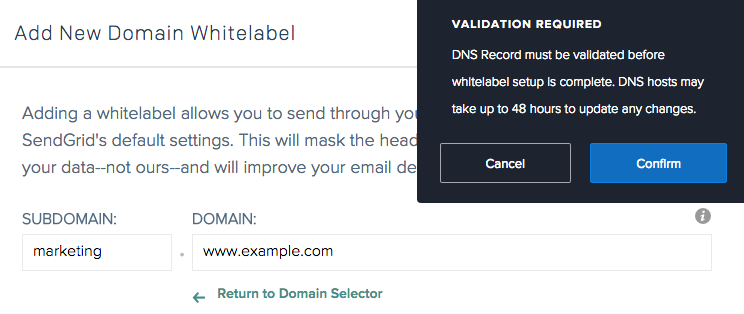 Add New Domain Whitelabel
VALIDATION REQUIRED
DNS Record must be validated before
whitelabel setup is complete. DNS hosts may
take up to 48 hours to update any changes.
Cancel
Confirm
Adding a whitelabel allows you to send through
SendGrid's default settings. This will mask the
your data--not ours--and will improve your email
SUBDOMAIN:
DOMAIN:
i
marketing
.
www.example.com
← Return to Domain Selector